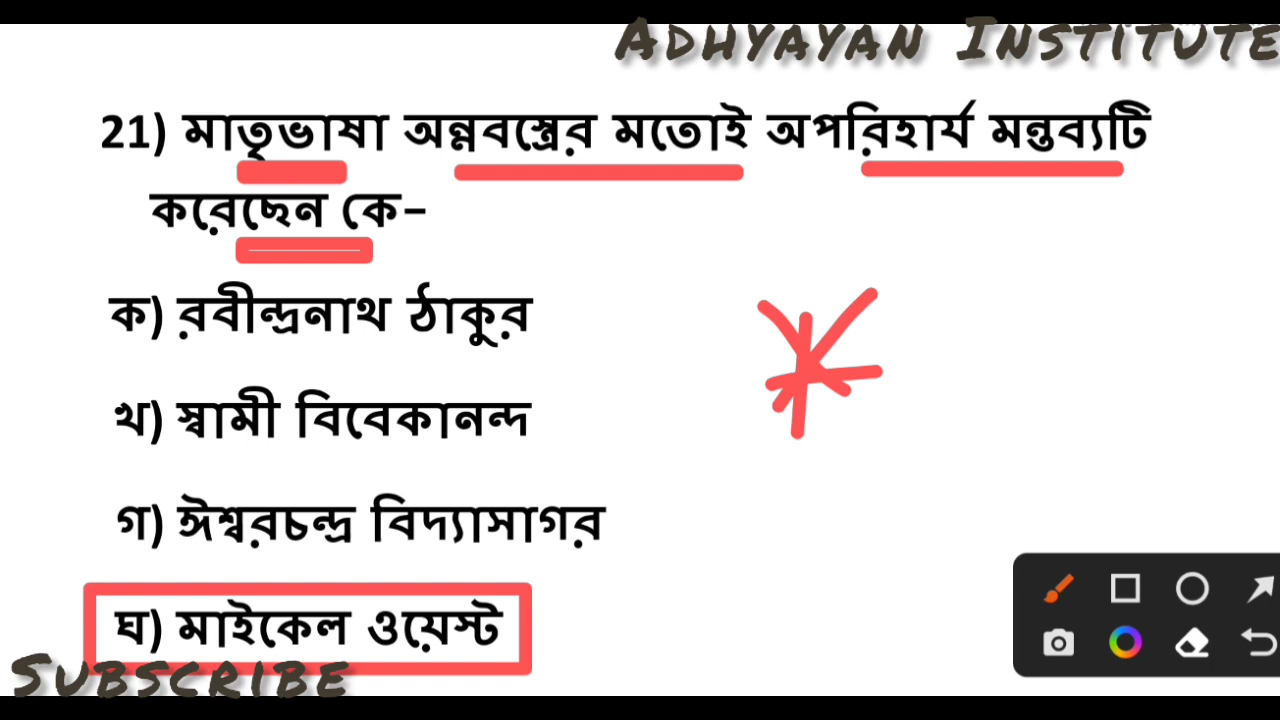 ADHYAYAN INSTITUTE
21) মাতৃভাষা অন্নবস্ত্রের মতোই অপরিহার্য মন্তব্যটি
করেছেন কে-
ক) রবীন্দ্রনাথ ঠাকুর
খ) স্বামী বিবেকানন্দ
গ) ঈশ্বরচন্দ্র বিদ্যাসাগর
ঘ) মাইকেল ওয়েস্ট
SUBSCRIBE